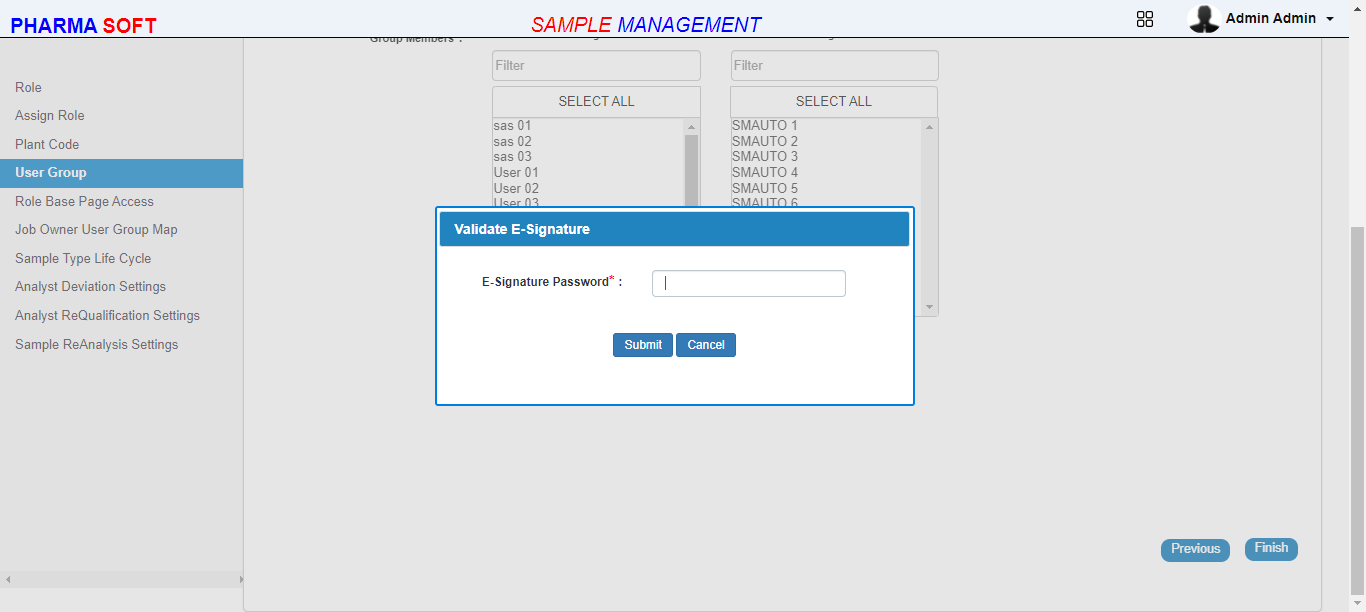 PHARMA SOFT
SAMPLE MANAGEMENT
Admin Admin
Role
Assign Role
Plant Code
User Group
Role Base Page Access
Job Owner User Group Map
Sample Type Life Cycle
Analyst Deviation Settings
Analyst ReQualification Settings
Sample ReAnalysis Settings
Group Members :
Filter
SELECT ALL
sas 01
sas 02
sas 03
User 01
User 02
User 03
Filter
SELECT ALL
SMAUTO 1
SMAUTO 2
SMAUTO 3
SMAUTO 4
SMAUTO 5
SMAUTO 6
Validate E-Signature
E-Signature Password* :
Submit
Cancel
Previous
Finish